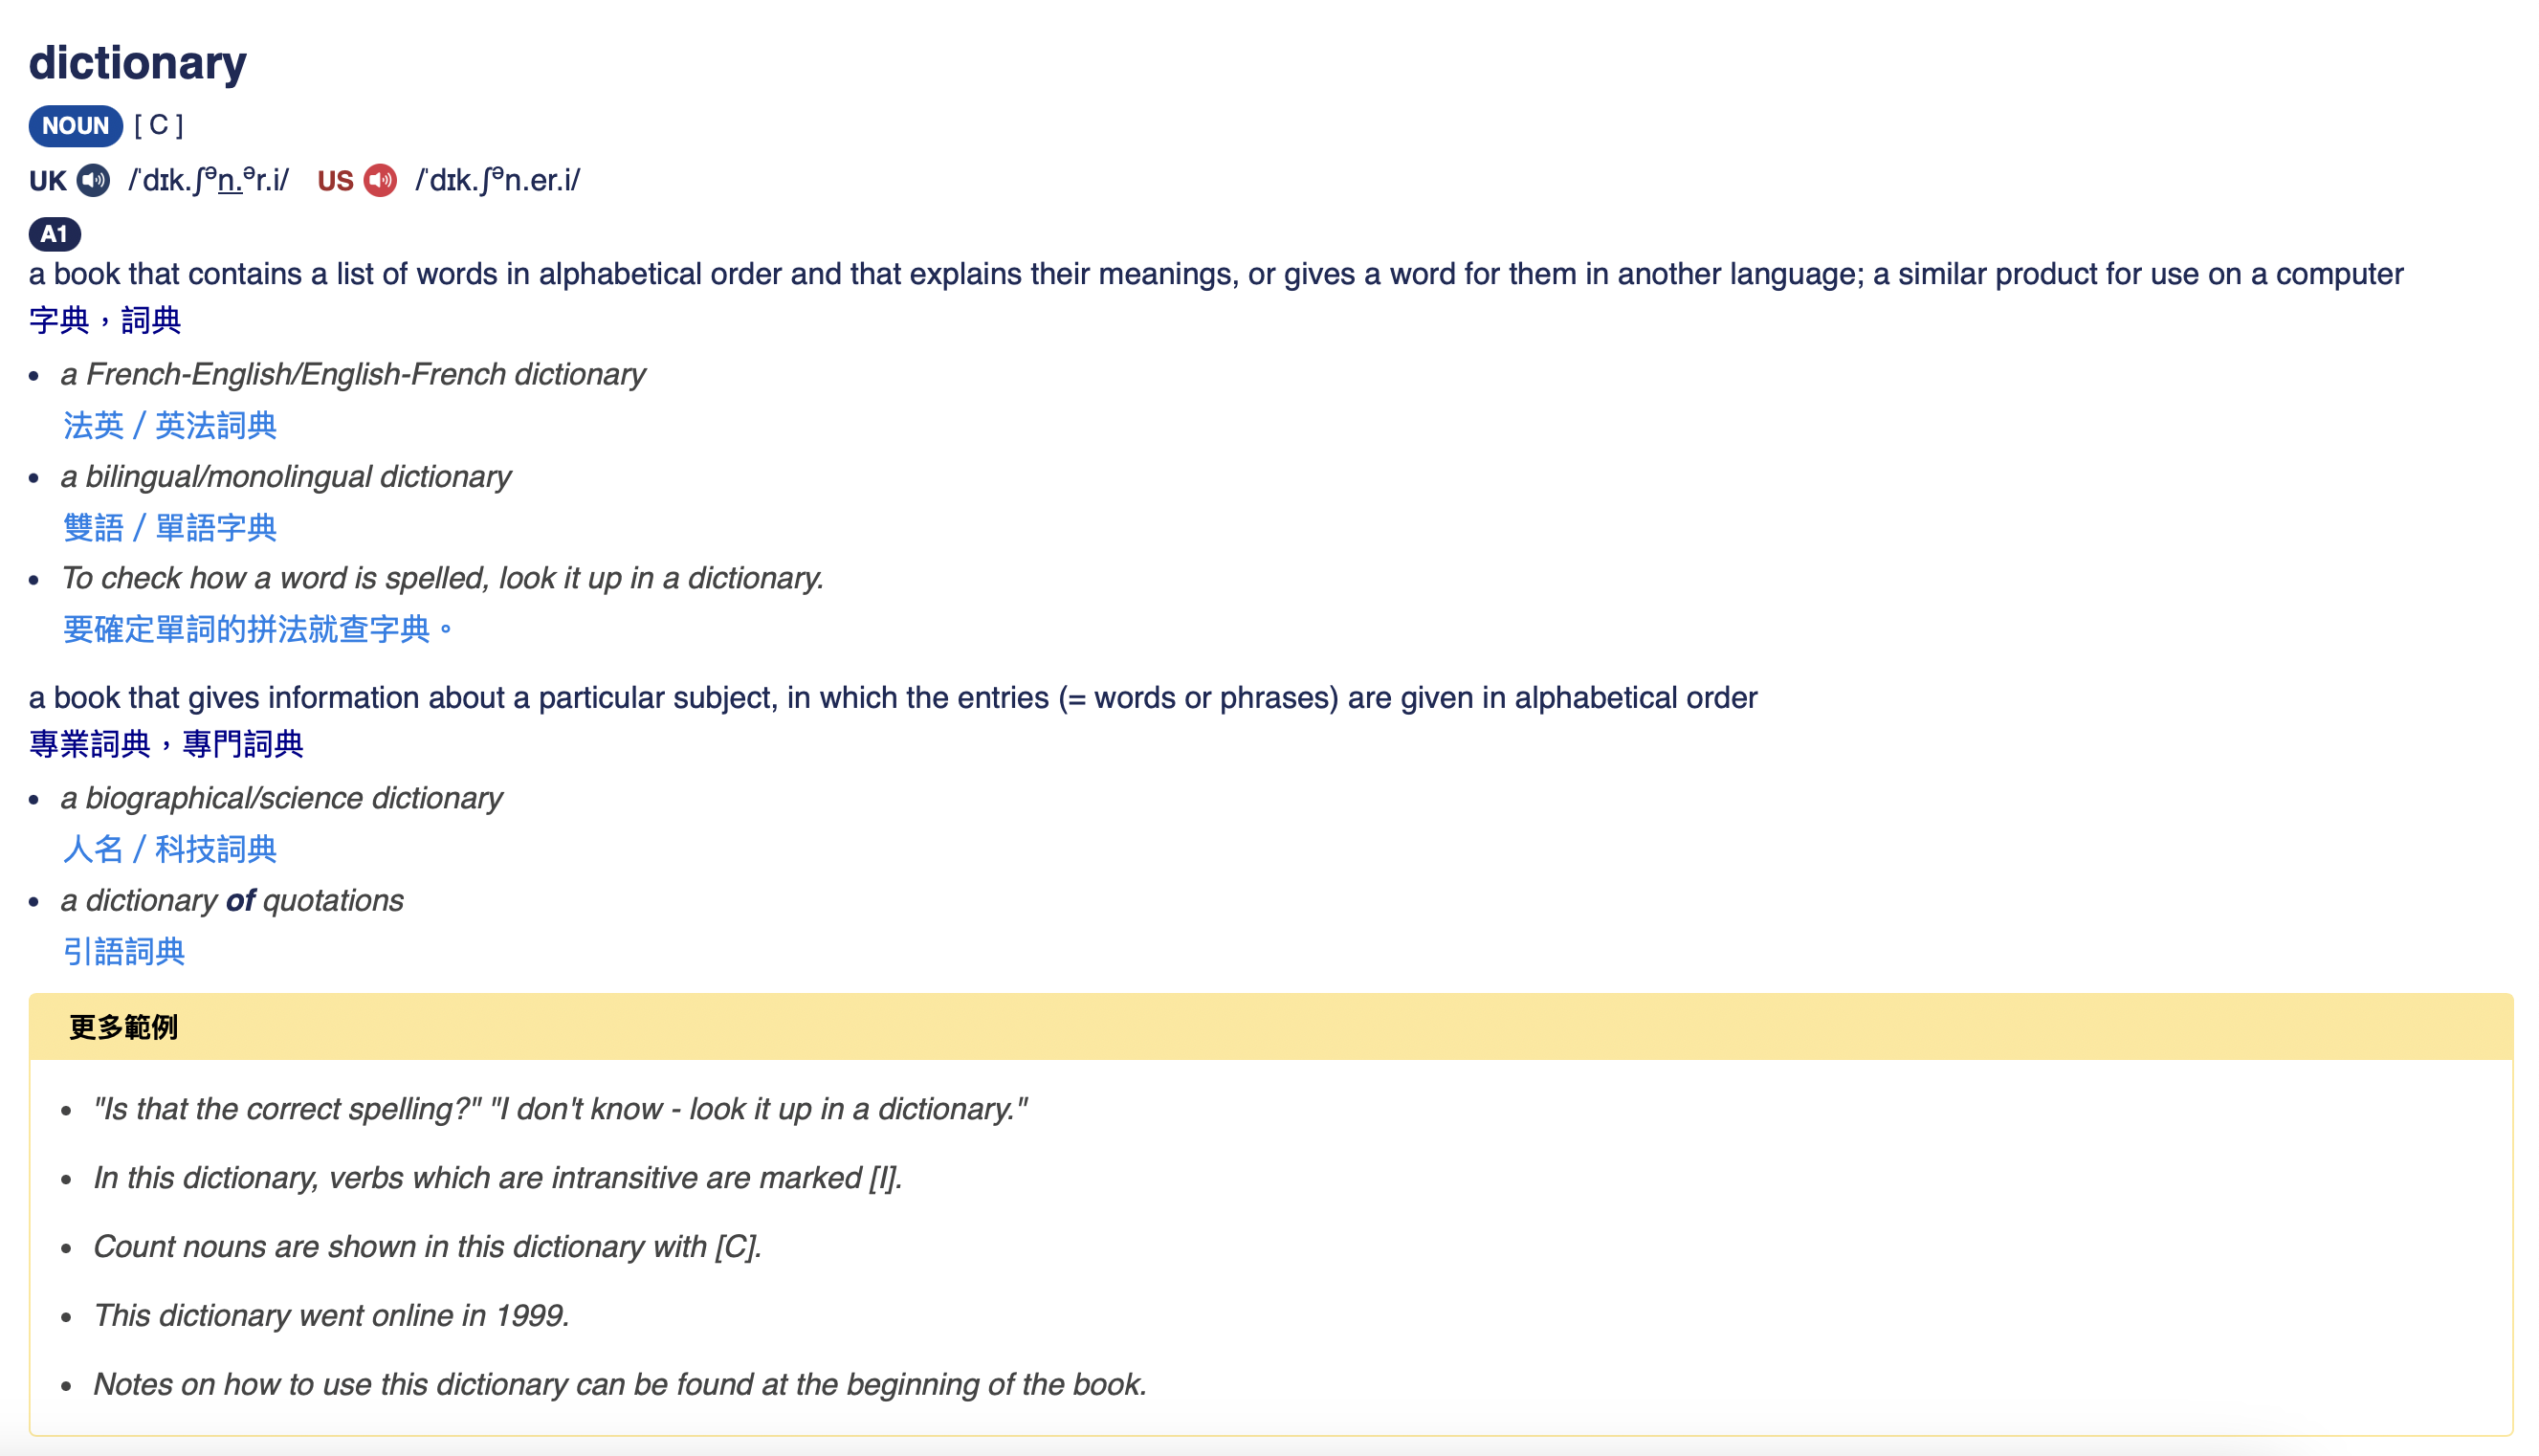 dictionary
NOUN [ C ]
UK /ˈdɪk.ʃᵊn.ᵊr.i/ US /ˈdɪk.ʃᵊn.er.i/
A1
a book that contains a list of words in alphabetical order and that explains their meanings, or gives a word for them in another language; a similar product for use on a computer
字典，詞典
a French-English/English-French dictionary
法英／英法詞典
a bilingual/monolingual dictionary
雙語／單語字典
To check how a word is spelled, look it up in a dictionary.
要確定單詞的拼法就查字典。
a book that gives information about a particular subject, in which the entries (= words or phrases) are given in alphabetical order
專業詞典，專門詞典
a biographical/science dictionary
人名／科技詞典
a dictionary of quotations
引語詞典
更多範例
"Is that the correct spelling?" "I don't know - look it up in a dictionary."
In this dictionary, verbs which are intransitive are marked [I].
Count nouns are shown in this dictionary with [C].
This dictionary went online in 1999.
Notes on how to use this dictionary can be found at the beginning of the book.